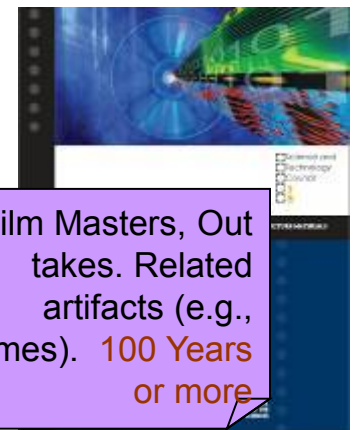 Science and
Technology
Council
ilm Masters, Out
takes. Related
artifacts (e.g.,
mes). 100 Years
or more